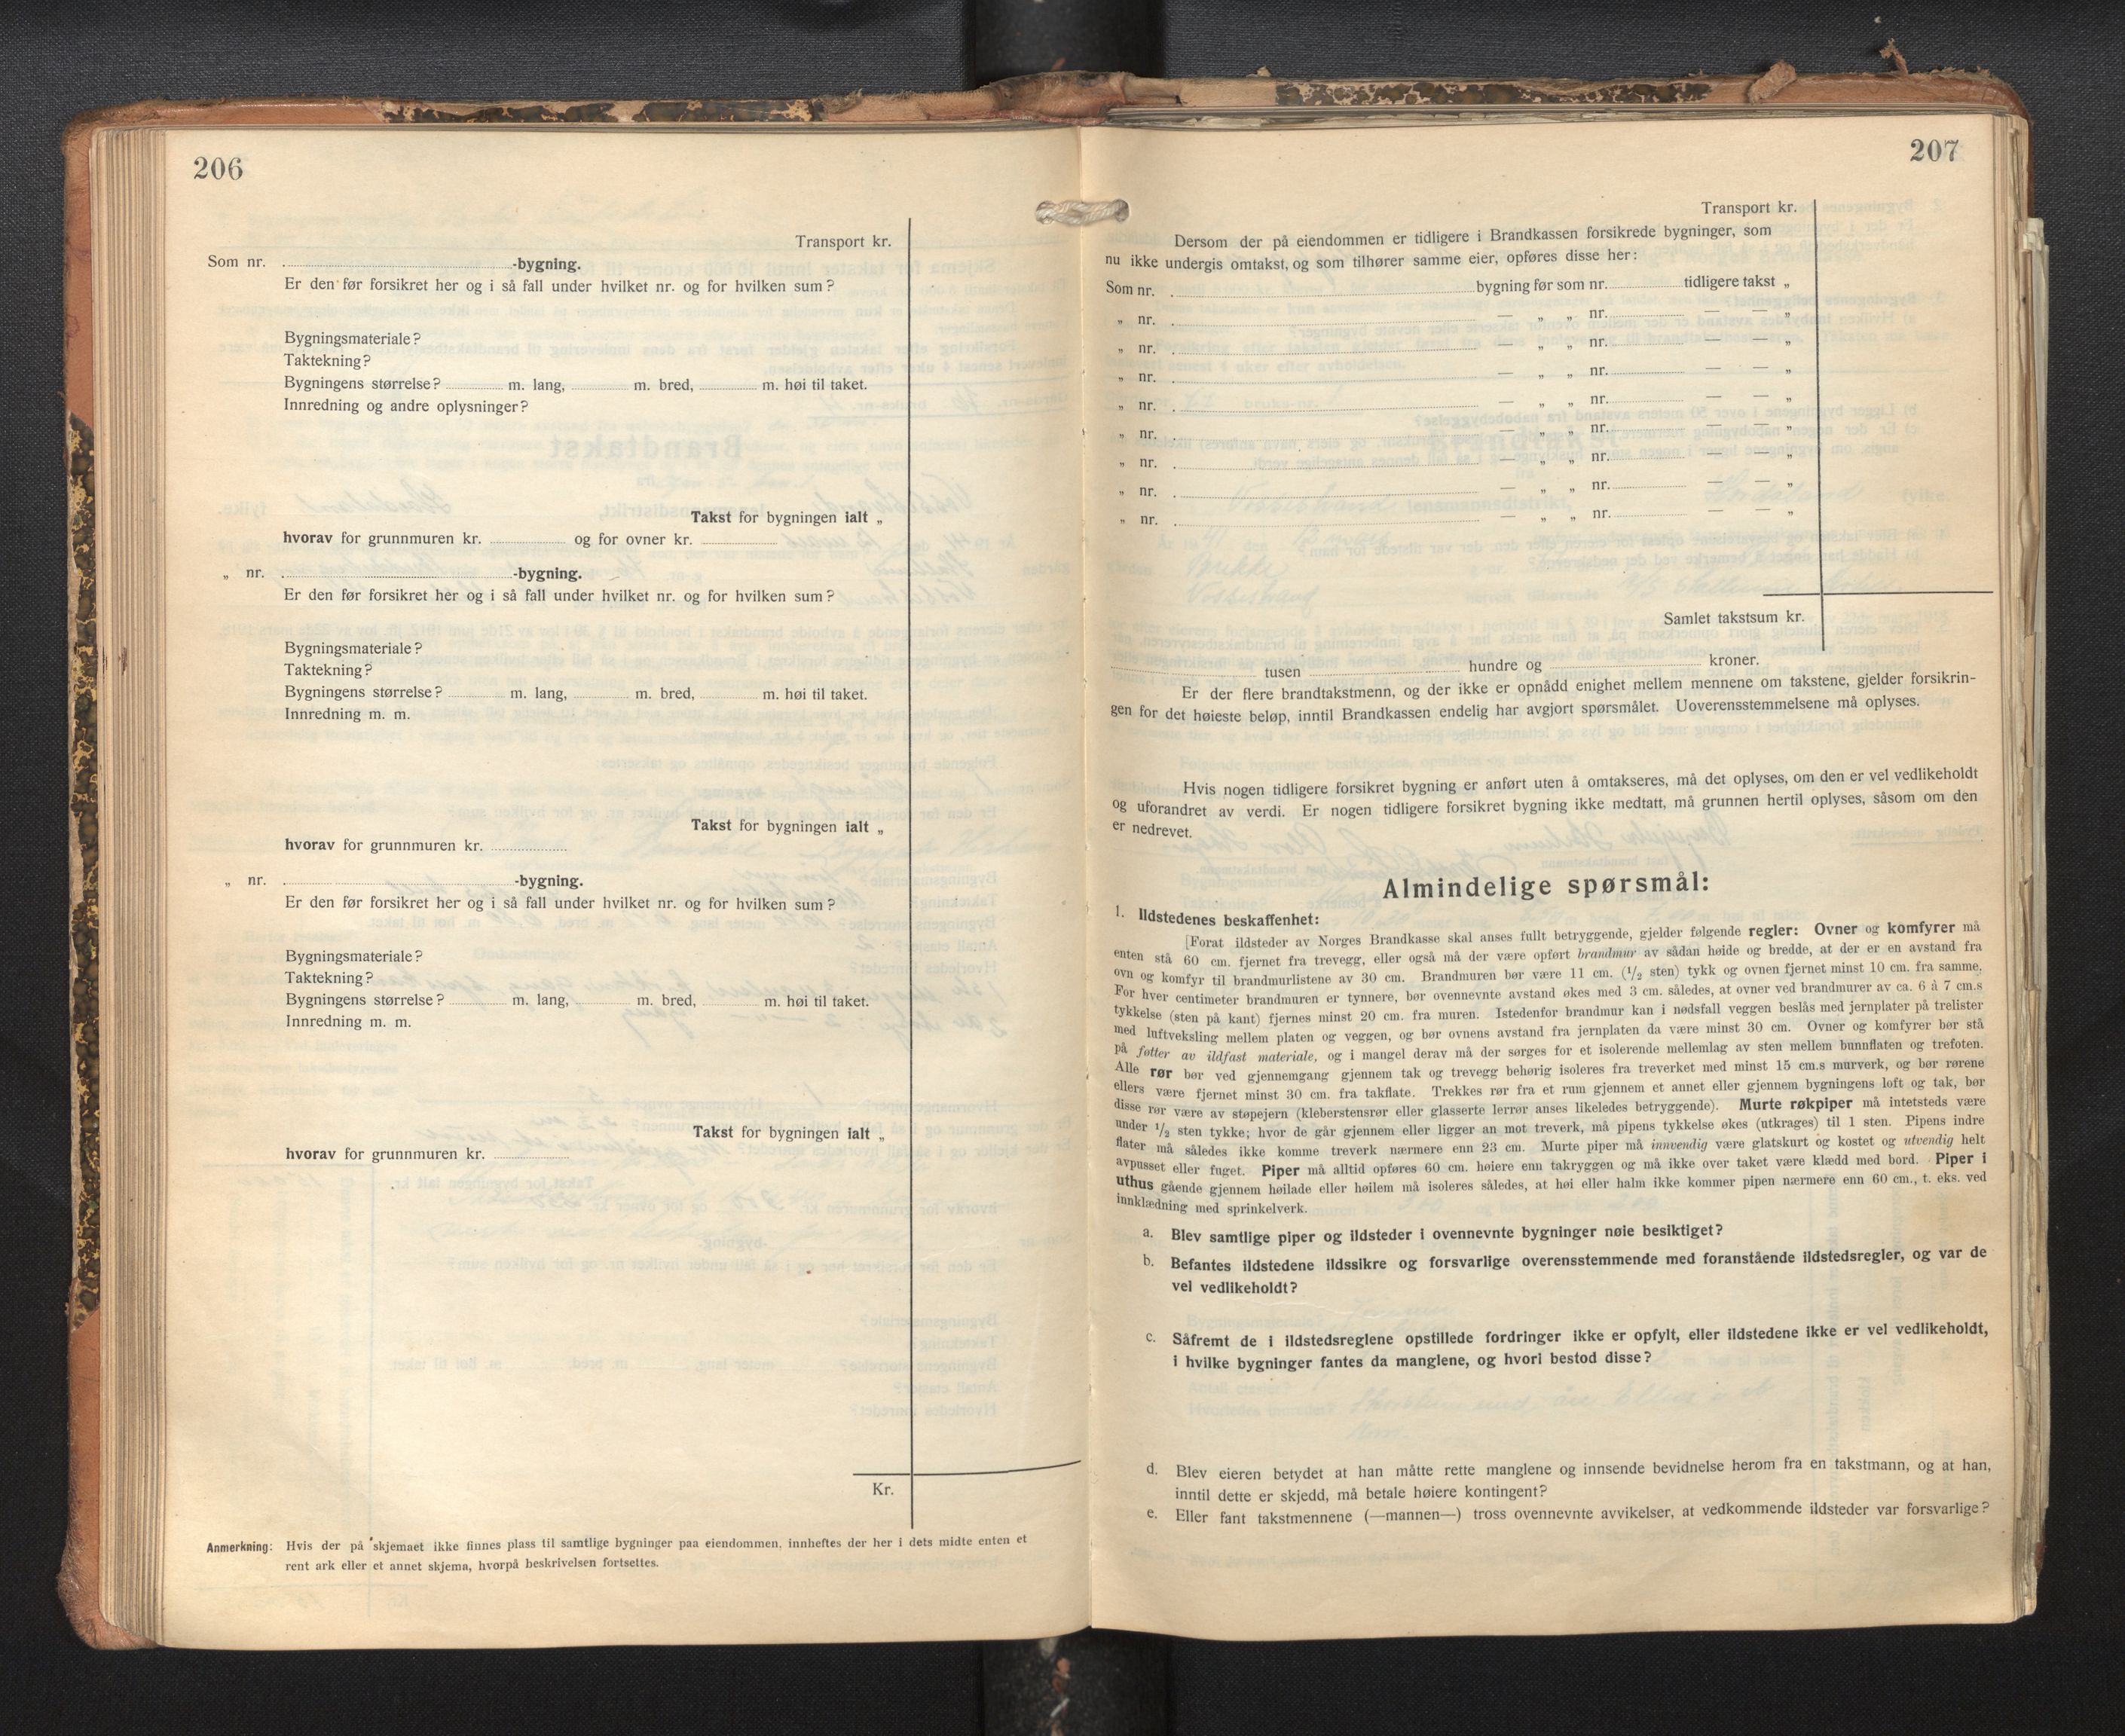 206
Transport kr.
Som nr. -bygning.
Er den før forsikret her og i så fall under hvilket nr. og for hvilken sum?
Bygningsmateriale?
Taktekning?
Bygningens størrelse? m. lang, m. bred, m. høi til taket.
Innredning og andre oplysninger?
Takst for bygningen ialt „
hvorav for grunnmuren kr. og for ovner kr.
„ nr. -bygning.
Er den før forsikret her og i så fall under hvilket nr. og for hvilken sum?
Bygningsmateriale?
Taktekning?
Bygningens størrelse? m. lang, m. bred, m. høi til taket.
Innredning m. m.
Takst for bygningen ialt „
hvorav for grunnmuren kr.
„ nr. -bygning.
Er den før forsikret her og i så fall under hvilket nr. og for hvilken sum?
Bygningsmateriale?
Taktekning?
Bygningens størrelse? m. lang, m. bred, m. høi til taket.
Innredning m. m.
Takst for bygningen ialt „
hvorav for grunnmuren kr.
Kr.
Anmerkning: Hvis der på skjemaet ikke finnes plass til samtlige bygninger paa eiendommen, innheftes der her i dets midte enten et
rent ark eller et annet skjema, hvorpå beskrivelsen fortsettes.
207
Transport kr.
Dersom der på eiendommen er tidligere i Brandkassen forsikrede bygninger, som
nu ikke undergis omtakst, og som tilhører samme eier, opføres disse her:
Som nr. bygning før som nr. tidligere takst „
„ nr. — „ „ nr. — — „
„ nr. — „ „ nr. — — „
„ nr. — „ „ nr. — — „
„ nr. — „ „ nr. — — „
„ nr. — „ „ nr. — — „
„ nr. — „ „ nr. — — „
„ nr. — „ „ nr. — — „
„ nr. — „ „ nr. — — „
Samlet takstsum kr.
tusen hundre og kroner.
Er der flere brandtakstmenn, og der ikke er opnådd enighet mellem mennene om takstene, gjelder forsikrin-
gen for det høieste beløp, inntil Brandkassen endelig har avgjort spørsmålet. Uoverensstemmelsene må oplyses.
Hvis nogen tidligere forsikret bygning er anført uten å omtakseres, må det oplyses, om den er vel vedlikeholdt
og uforandret av verdi. Er nogen tidligere forsikret bygning ikke medtatt, må grunnen hertil oplyses, såsom om den
er nedrevet.
Almindelige spørsmål:
1. Ildstedenes beskaffenhet:
[Forat ildsteder av Norges Brandkasse skal anses fullt betryggende, gjelder følgende regler: Ovner og komfyrer må
enten stå 60 cm. fjernet fra trevegg, eller også må der være opført brandmur av sådan høide og bredde, at der er en avstand fra
ovn og komfyr til brandmurlistene av 30 cm. Brandmuren bør være 11 cm. (1/2 sten) tykk og ovnen fjernet minst 10 cm. fra samme.
For hver centimeter brandmuren er tynnere, bør ovennevnte avstand økes med 3 cm. således, at ovner ved brandmurer av ca. 6 à 7 cm.s
tykkelse (sten på kant) fjernes minst 20 cm. fra muren. Istedenfor brandmur kan i nødsfall veggen beslås med jernplater på trelister
med luftveksling mellem platen og veggen, og bør ovnens avstand fra jernplaten da være minst 30 cm. Ovner og komfyrer bør stå
på føtter av ildfast materiale, og i mangel derav må der sørges for et isolerende mellemlag av sten mellem bunnflaten og trefoten.
Alle rør bør ved gjennemgang gjennem tak og trevegg behørig isoleres fra treverket med minst 15 cm.s murverk, og bør rørene
ellers være fjernet minst 30 cm. fra takflate. Trekkes rør fra et rum gjennem et annet eller gjennem bygningens loft og tak, bør
disse rør være av støpejern (kleberstensrør eller glasserte lerrør anses likeledes betryggende). Murte røkpiper må intetsteds være
under 1/2 sten tykke; hvor de går gjennem eller ligger an mot treverk, må pipens tykkelse økes (utkrages) til 1 sten. Pipens indre
flater må således ikke komme treverk nærmere enn 23 cm. Murte piper må innvendig være glatskurt og kostet og utvendig helt
avpusset eller fuget. Piper må alltid opføres 60 cm. høiere enn takryggen og må ikke over taket være klædd med bord. Piper i
uthus gående gjennem høilade eller høilem må isoleres således, at høi eller halm ikke kommer pipen nærmere enn 60 cm., t. eks. ved
innklædning med sprinkelverk.
a. Blev samtlige piper og ildsteder i ovennevnte bygninger nøie besiktiget?
b. Befantes ildstedene ildssikre og forsvarlige overensstemmende med foranstående ildstedsregler, og var de
vel vedlikeholdt?
c. Såfremt de i ildstedsreglene opstillede fordringer ikke er opfylt, eller ildstedene ikke er vel vedlikeholdt,
i hvilke bygninger fantes da manglene, og hvori bestod disse?
d. Blev eieren betydet at han måtte rette manglene og innsende bevidnelse herom fra en takstmann, og at han,
inntil dette er skjedd, må betale høiere kontingent?
e. Eller fant takstmennene (—mannen—) tross ovennevnte avvikelser, at vedkommende ildsteder var forsvarlige?